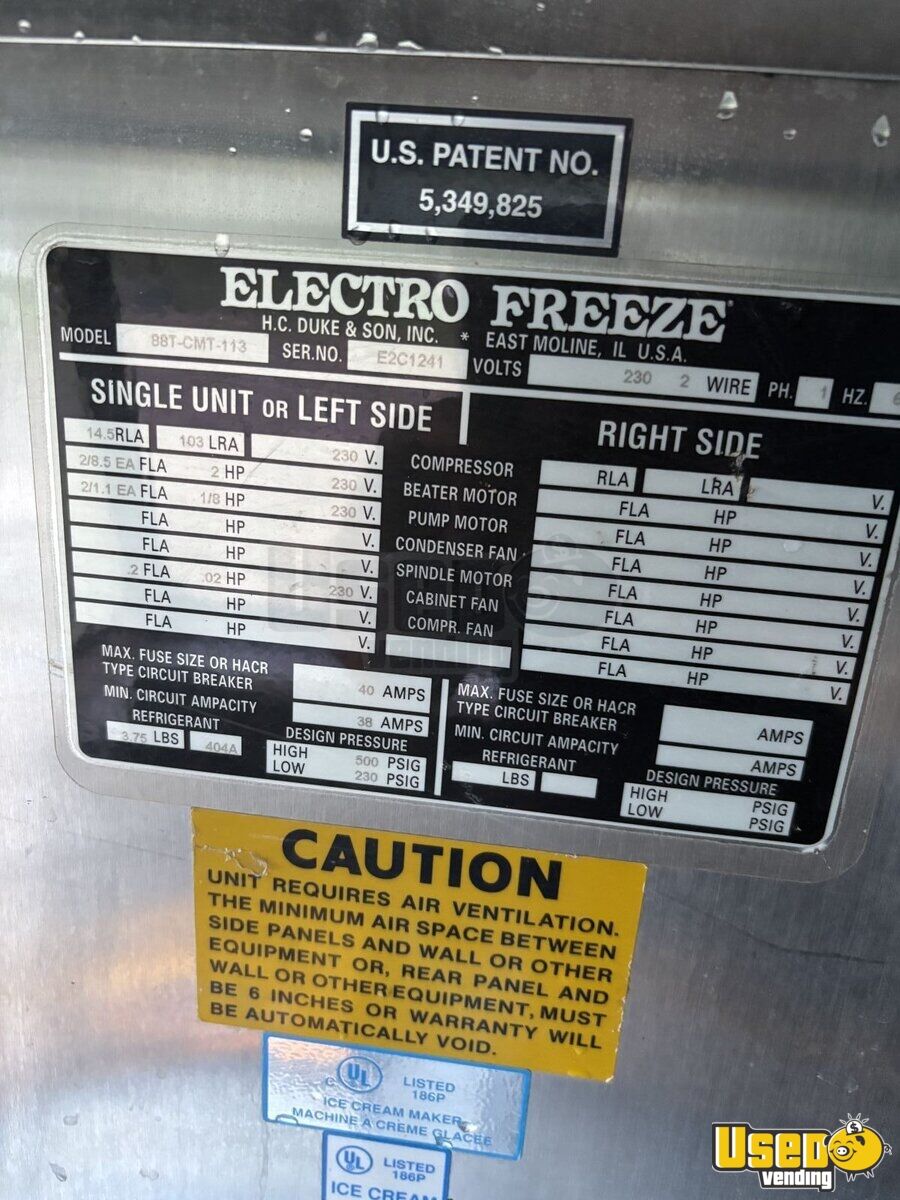 U.S. PATENT NO.
5,349,825
ELECTRO FREEZE
H.C. DUKE & SON, INC. * EAST MOLINE, IL U.S.A.
MODEL 88T-CMT-113 SER.NO. E2C1241 VOLTS 230 2 WIRE PH. 1 HZ. 6
SINGLE UNIT OR LEFT SIDE
RIGHT SIDE
14.5 RLA 103 LRA 230 V. COMPRESSOR RLA LRA V.
2/8.5 EA FLA 2 HP 230 V. BEATER MOTOR FLA HP V.
2/1.1 EA FLA 1/8 HP 230 V. PUMP MOTOR FLA HP V.
FLA HP V. CONDENSER FAN FLA HP V.
FLA HP V. SPINDLE MOTOR FLA HP V.
.2 FLA .02 HP 230 V. CABINET FAN FLA HP V.
FLA HP V. COMPR. FAN FLA HP V.
FLA HP V. FLA HP V.
MAX. FUSE SIZE OR HACR
TYPE CIRCUIT BREAKER 40 AMPS
MIN. CIRCUIT AMPACITY 38 AMPS
REFRIGERANT DESIGN PRESSURE
3.75 LBS 404A HIGH 500 PSIG
LOW 230 PSIG
MAX. FUSE SIZE OR HACR
TYPE CIRCUIT BREAKER AMPS
MIN. CIRCUIT AMPACITY AMPS
REFRIGERANT DESIGN PRESSURE
LBS HIGH PSIG
LOW PSIG
CAUTION
UNIT REQUIRES AIR VENTILATION.
THE MINIMUM AIR SPACE BETWEEN
SIDE PANELS AND WALL OR OTHER
EQUIPMENT OR, REAR PANEL AND
WALL OR OTHER EQUIPMENT, MUST
BE 6 INCHES OR WARRANTY WILL
BE AUTOMATICALLY VOID.
C UL LISTED
186P
ICE CREAM MAKER
MACHINE A CREME GLACEE
UL LISTED
186P
ICE CREAM
Used
vending